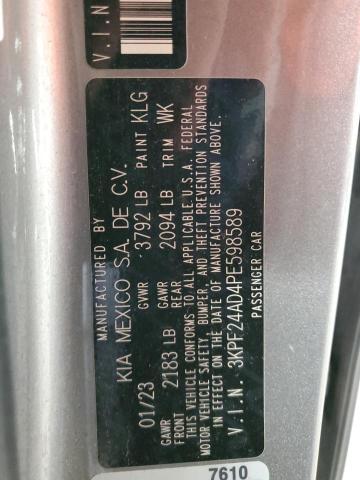 V.I.N
MANUFACTURED BY
KIA MEXICO S.A. DE C.V.
01/23 GVWR 3792 LB PAINT KLG
GAWR FRONT 2183 LB GAWR REAR 2094 LB TRIM WK
THIS VEHICLE CONFORMS TO ALL APPLICABLE U.S.A. FEDERAL
MOTOR VEHICLE SAFETY, BUMPER, AND THEFT PREVENTION STANDARDS
IN EFFECT ON THE DATE OF MANUFACTURE SHOWN ABOVE.
V.I.N. 3KPF24AD4PE598589
PASSENGER CAR
7610